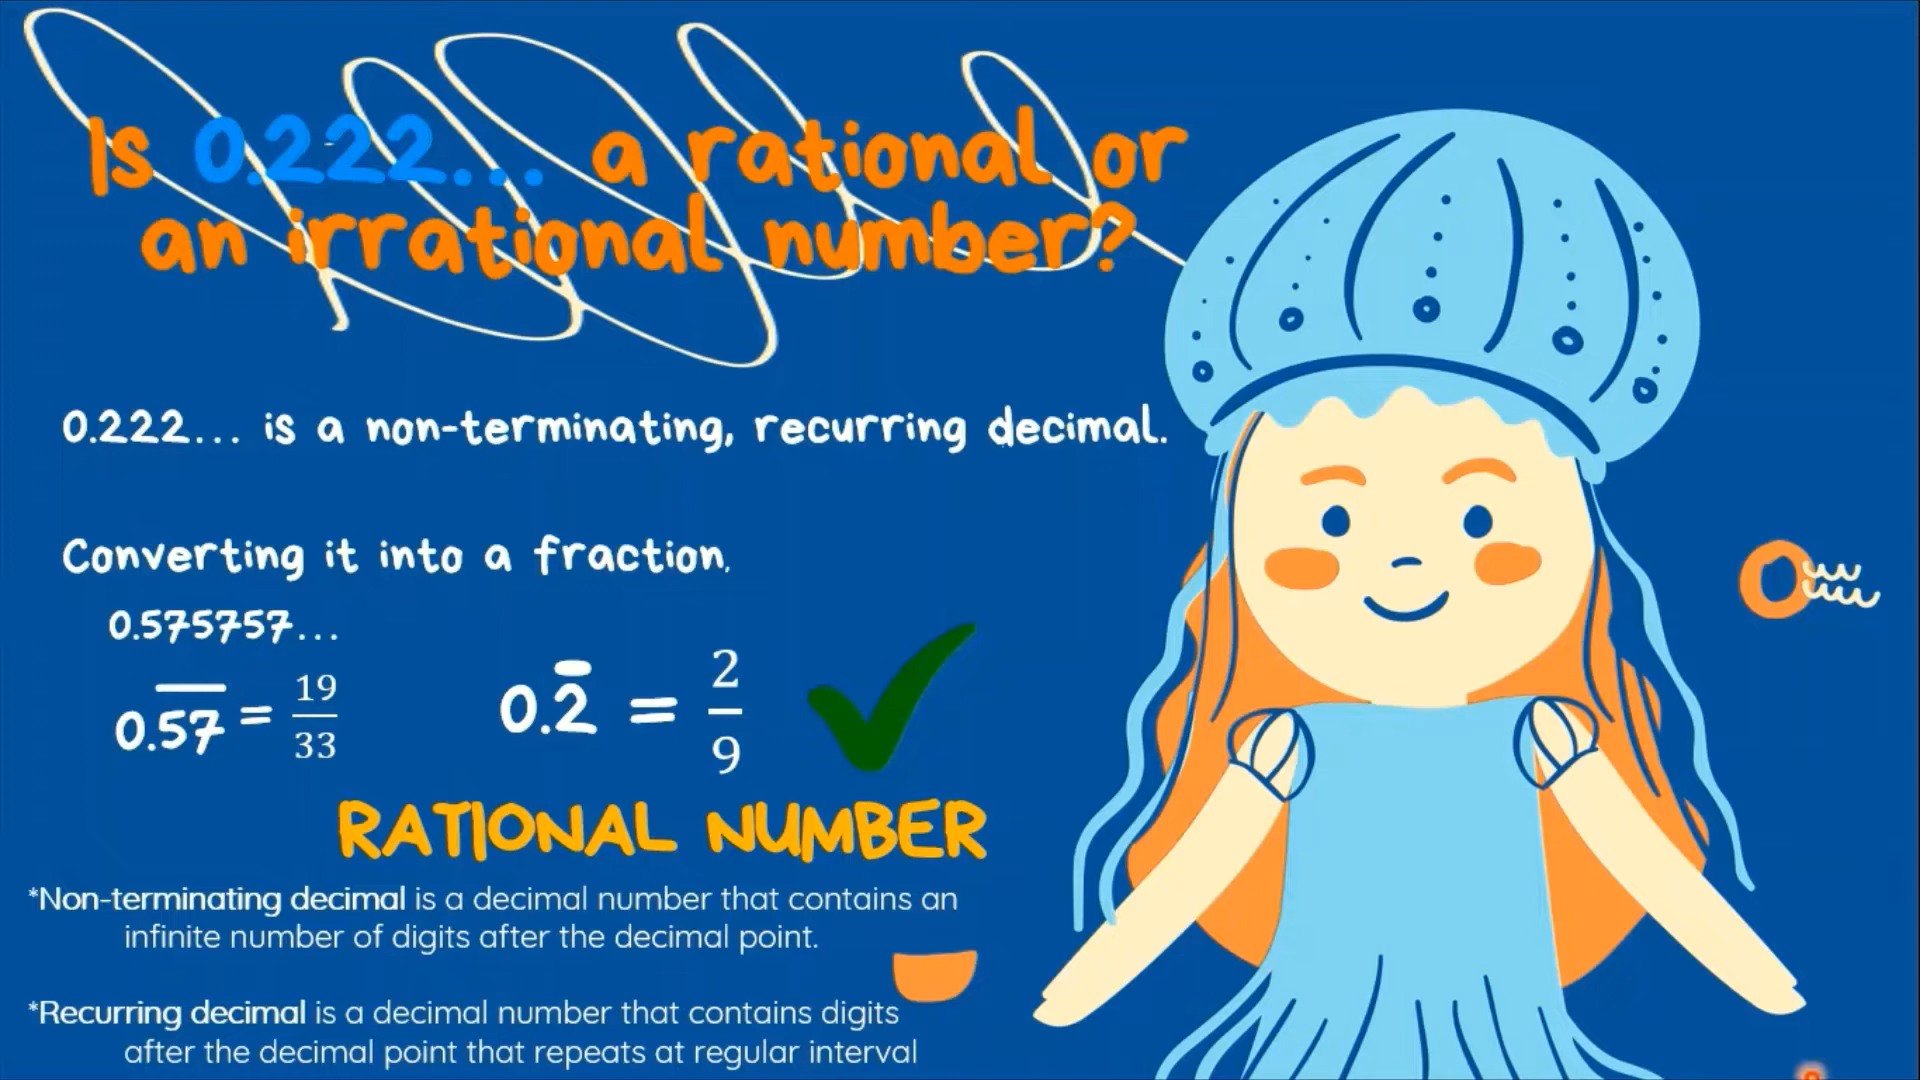 Is 0.222... a rational or
an irrational number?
0.222... is a non-terminating, recurring decimal.
Converting it into a fraction,
0.575757...
0.5̅7̅ = 19/33
0.2̅ = 2/9
RATIONAL NUMBER
*Non-terminating decimal is a decimal number that contains an
infinite number of digits after the decimal point.
*Recurring decimal is a decimal number that contains digits
after the decimal point that repeats at regular interval